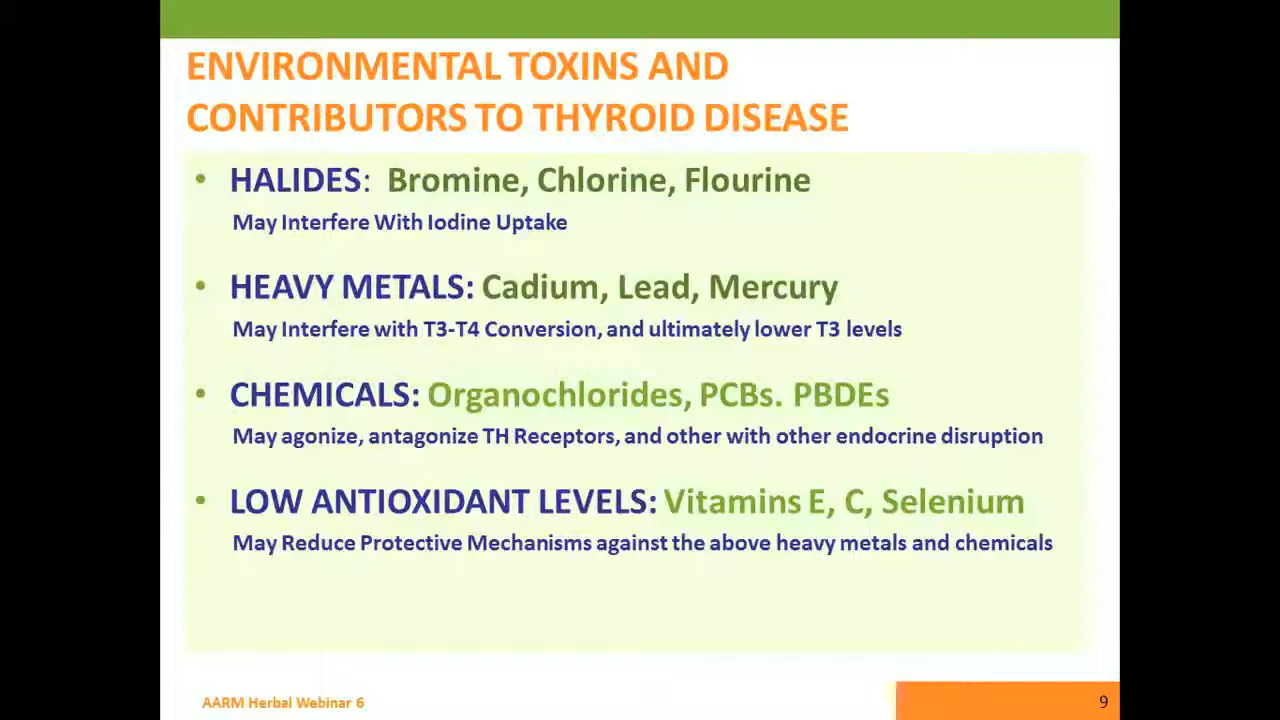 ENVIRONMENTAL TOXINS AND
CONTRIBUTORS TO THYROID DISEASE
• HALIDES: Bromine, Chlorine, Flourine
May Interfere With Iodine Uptake
• HEAVY METALS: Cadium, Lead, Mercury
May Interfere with T3-T4 Conversion, and ultimately lower T3 levels
• CHEMICALS: Organochlorides, PCBs. PBDEs
May agonize, antagonize TH Receptors, and other with other endocrine disruption
• LOW ANTIOXIDANT LEVELS: Vitamins E, C, Selenium
May Reduce Protective Mechanisms against the above heavy metals and chemicals
AARM Herbal Webinar 6
9